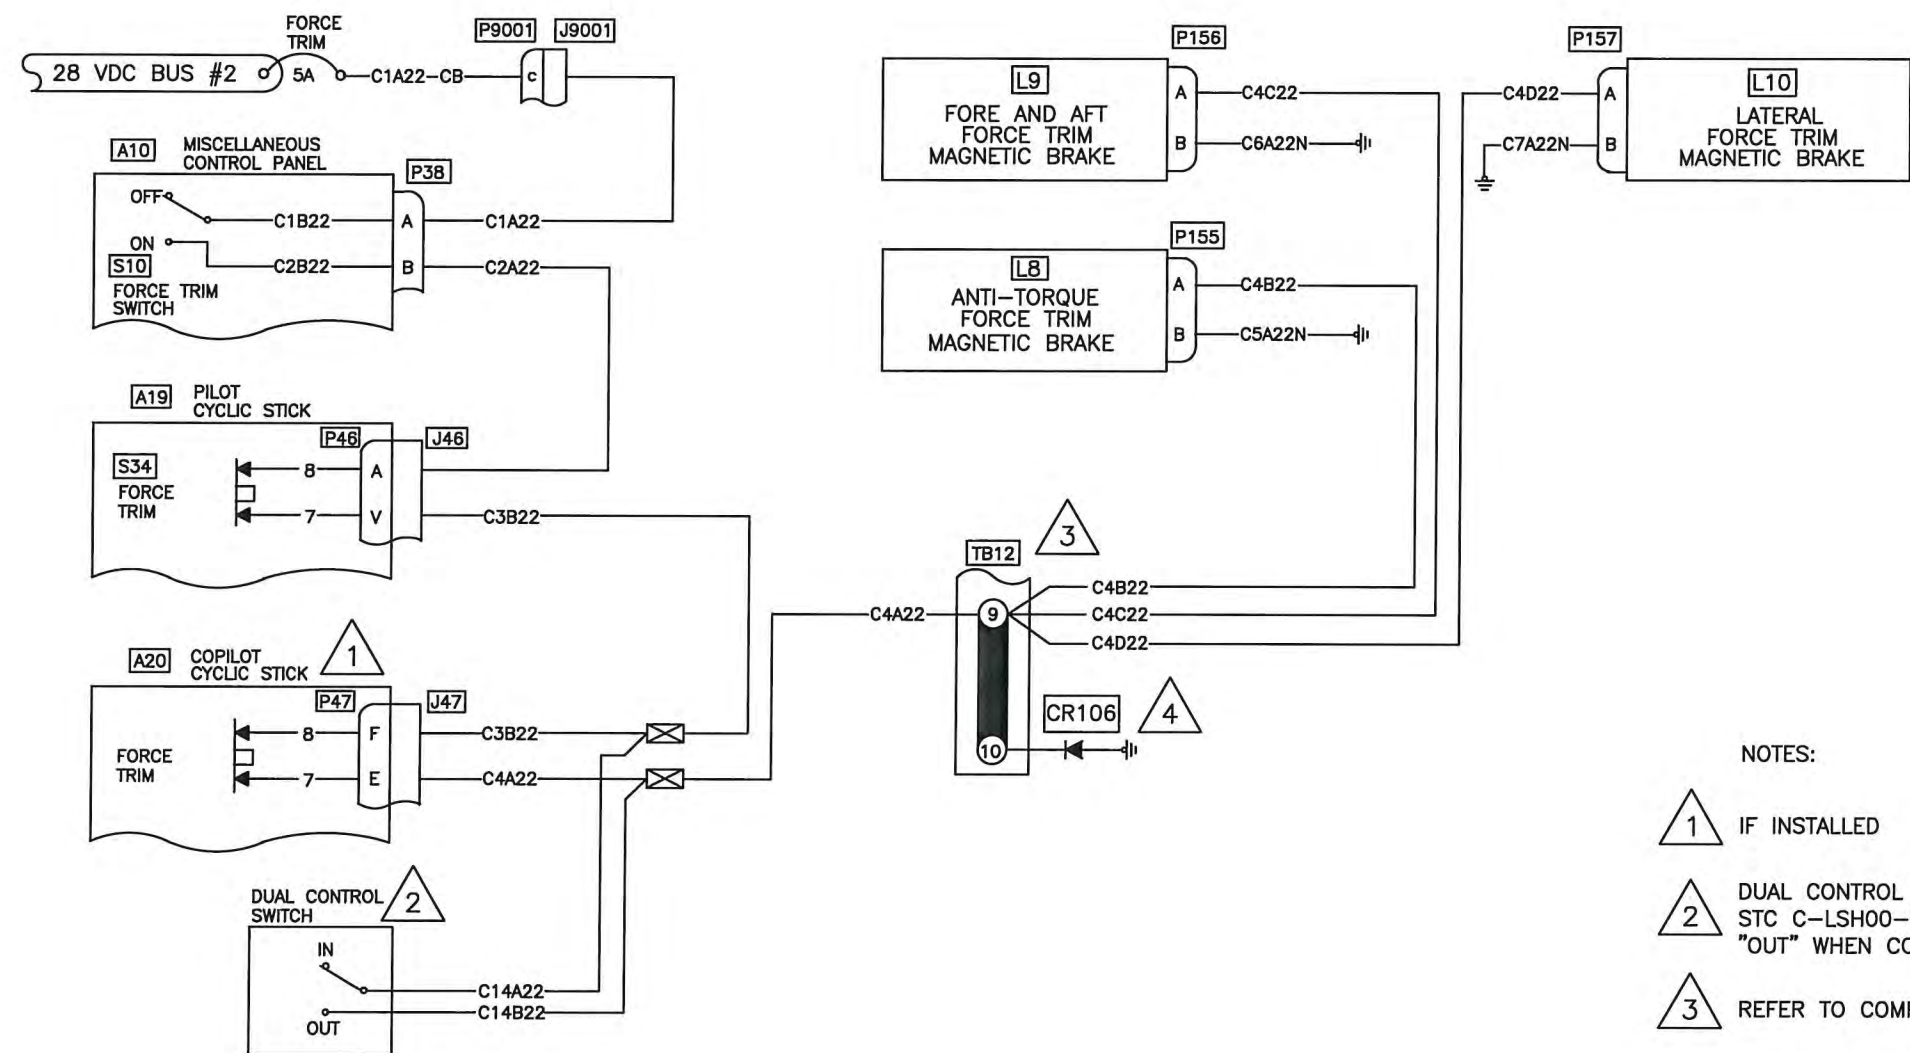 FORCE
TRIM
28 VDC BUS #2
5A
C1A22-CB
P9001
J9001
c
A10
MISCELLANEOUS
CONTROL PANEL
P38
OFF
C1B22
A
C1A22
ON
S10
C2B22
B
C2A22
FORCE TRIM
SWITCH
A19
PILOT
CYCLIC STICK
P46
J46
S34
FORCE
TRIM
8
A
7
V
C3B22
A20
COPILOT
CYCLIC STICK
1
P47
J47
FORCE
TRIM
8
F
C3B22
7
E
C4A22
DUAL CONTROL
SWITCH
2
IN
OUT
C14A22
C14B22
P156
L9
FORE AND AFT
FORCE TRIM
MAGNETIC BRAKE
A
C4C22
B
C6A22N
P157
C4D22
A
C7A22N
B
L10
LATERAL
FORCE TRIM
MAGNETIC BRAKE
P155
L8
ANTI-TORQUE
FORCE TRIM
MAGNETIC BRAKE
A
C4B22
B
C5A22N
TB12
3
C4A22
9
C4B22
C4C22
C4D22
10
CR106
4
NOTES:
1 IF INSTALLED
2 DUAL CONTROL
STC C-LSH00-
"OUT" WHEN
3 REFER TO